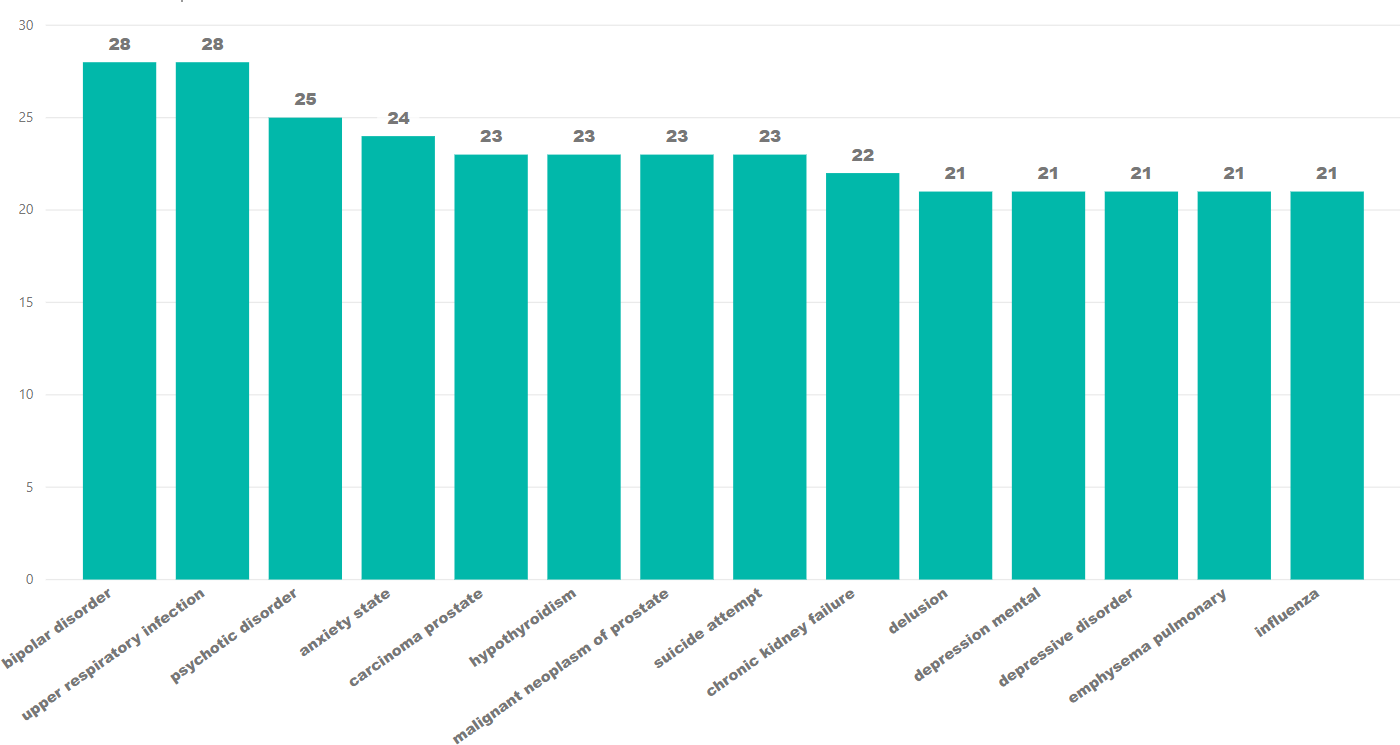 30
25
20
15
10
5
0
28
28
25
24
23
23
23
23
22
21
21
21
21
21
bipolar disorder
upper respiratory infection
psychotic disorder
anxiety state
carcinoma prostate
hypothyroidism
malignant neoplasm of prostate
suicide attempt
chronic kidney failure
delusion
depression mental
depressive disorder
emphysema pulmonary
influenza